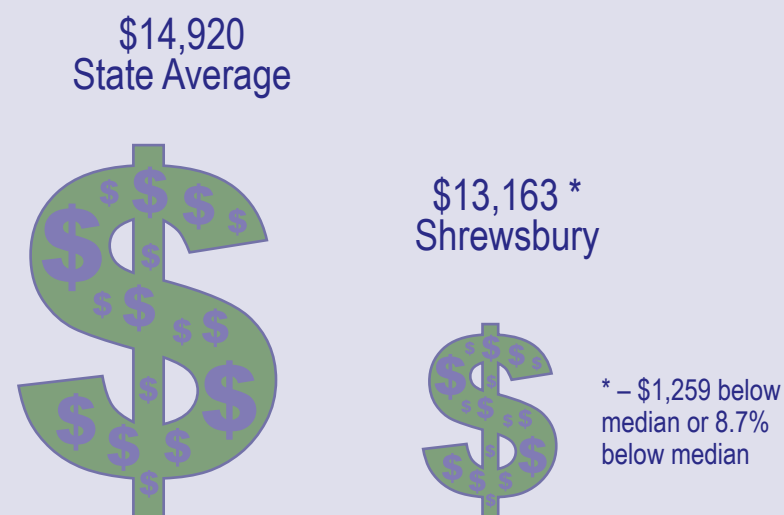 $14,920
State Average
$13,163 *
Shrewsbury
* – $1,259 below
median or 8.7%
below median